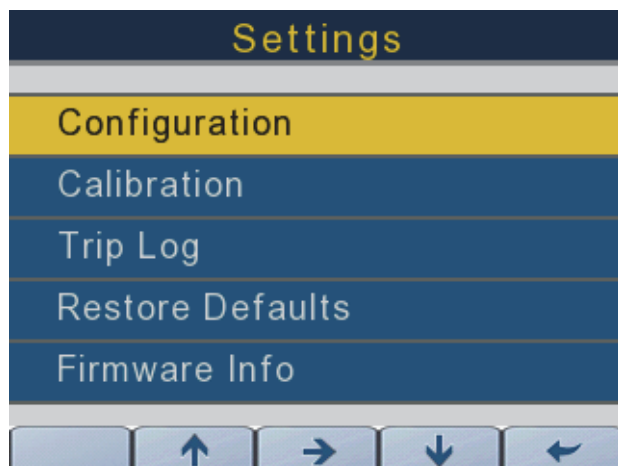 Settings
Configuration
Calibration
Trip Log
Restore Defaults
Firmware Info